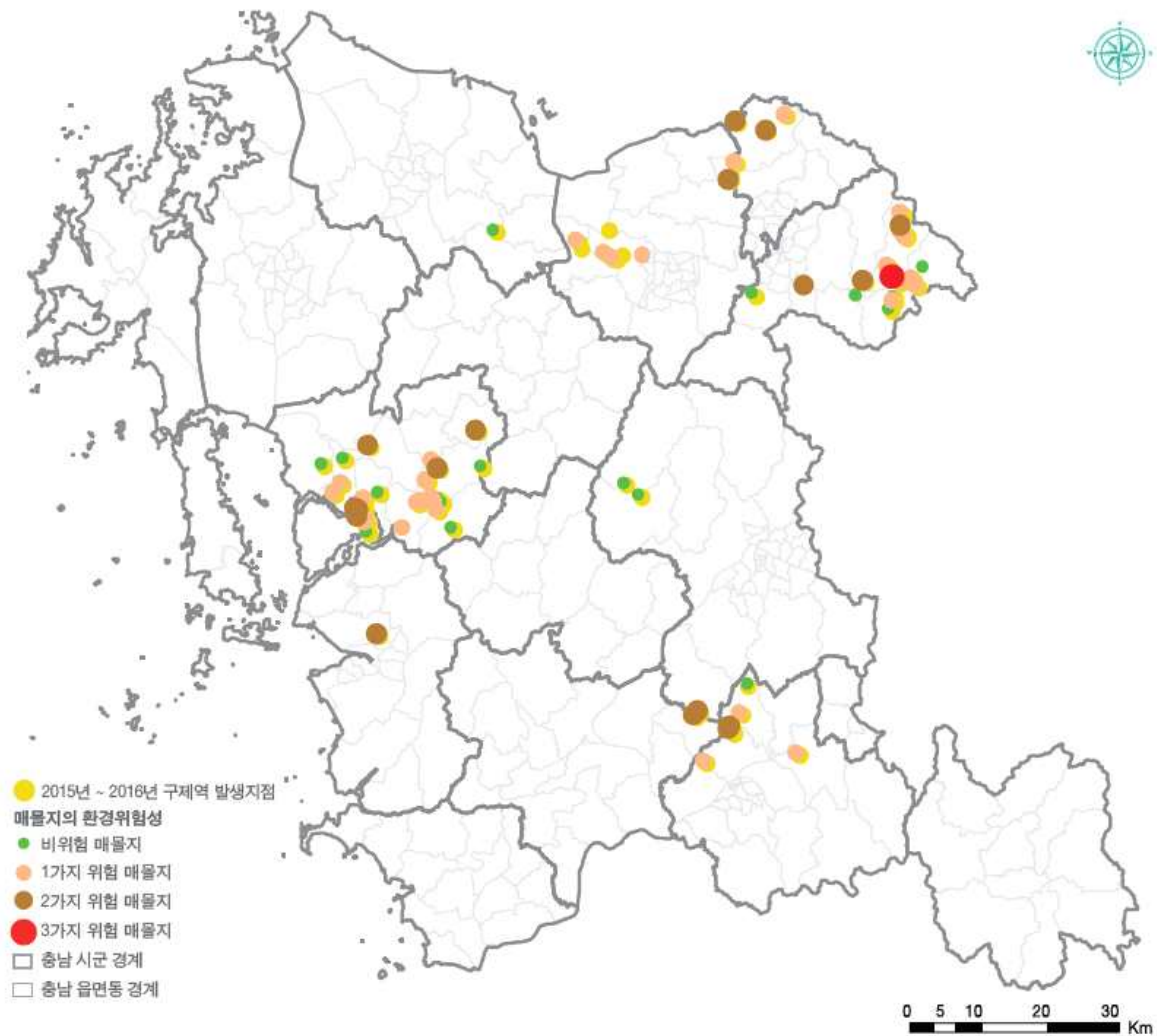 2015년 ~ 2016년 구제역 발생지점
매몰지의 환경위험성
비위험 매몰지
1가지 위험 매몰지
2가지 위험 매몰지
3가지 위험 매몰지
충남 시군 경계
충남 읍면동 경계
0 5 10 20 30
Km